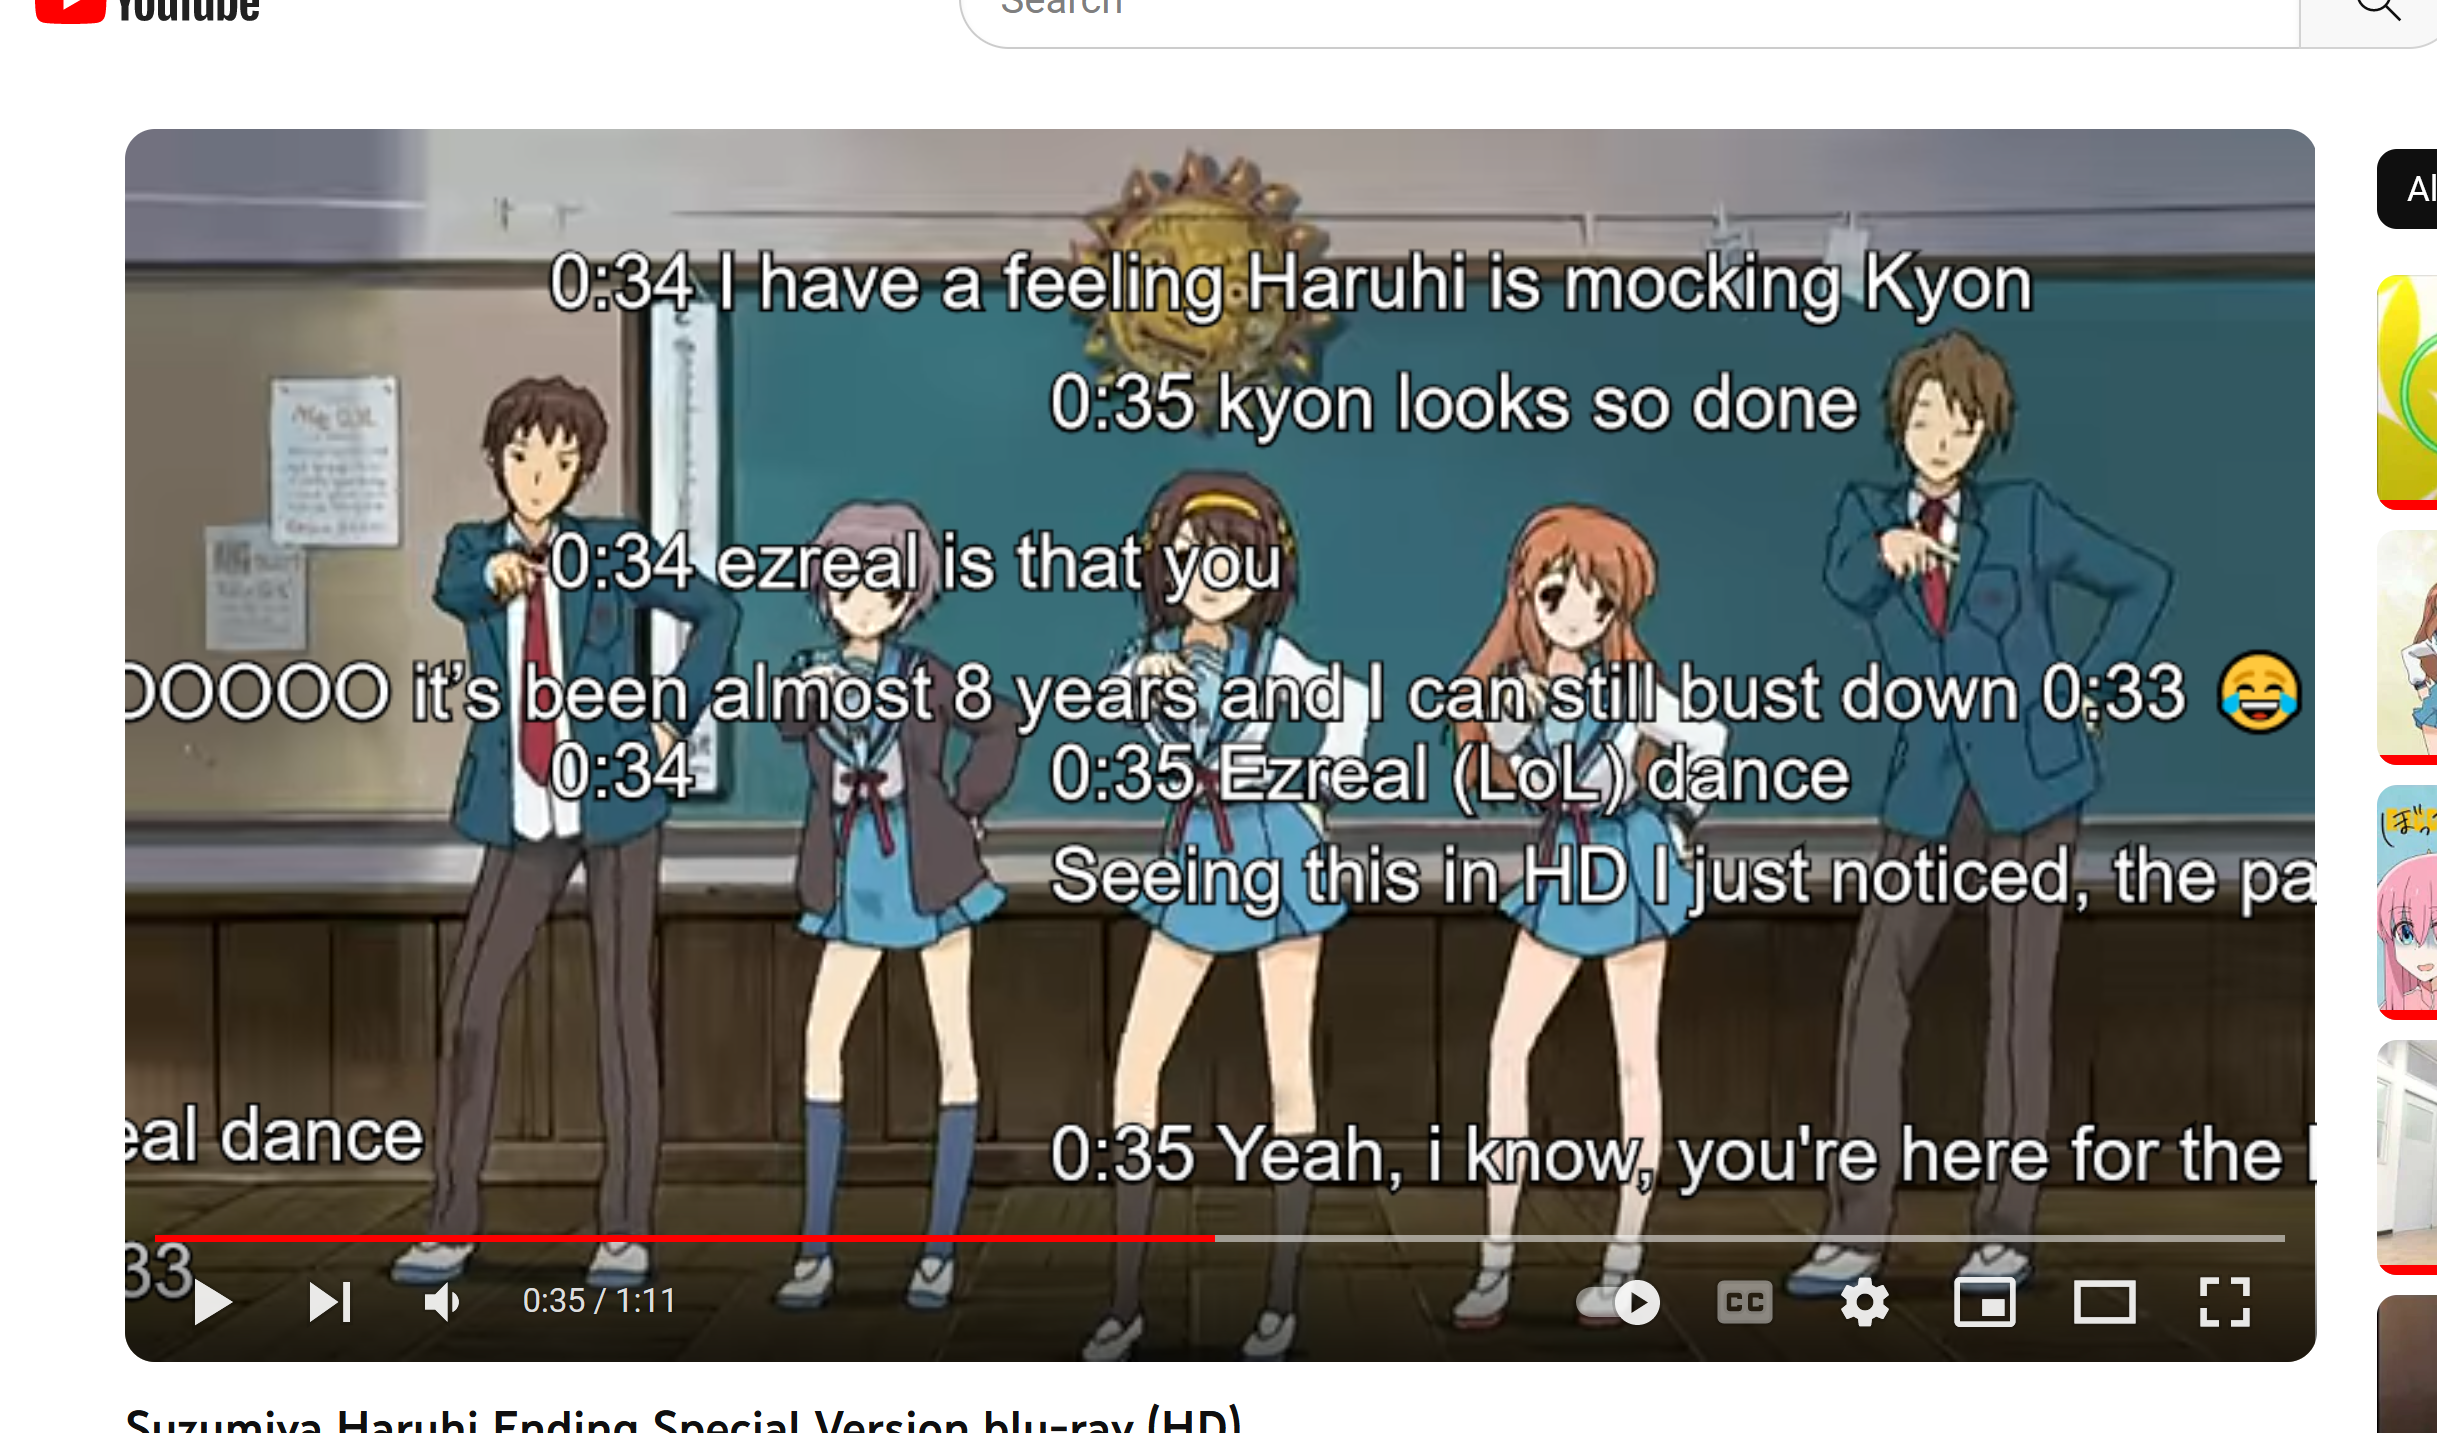 YouTube
Search
Al
0:34 I have a feeling Haruhi is mocking Kyon
0:35 kyon looks so done
0:34 ezreal is that you
OOOOO it's been almost 8 years and I can still bust down 0:33 😂
0:34
0:35 Ezreal (LoL) dance
Seeing this in HD I just noticed, the pa
eal dance
0:35 Yeah, i know, you're here for the
33
0:35 / 1:11
CC
Suzumiya Haruhi Ending Special Version blu-ray (HD)